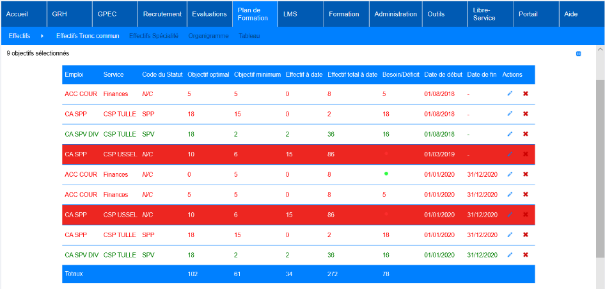 Accueil GRH GPEC Recrutement Evaluations Plan de Formation LMS Formation Administration Outils Libre-Service Portail Aide
Effectifs Effectifs Tronc commun Effectifs Spécialité Organigramme Tableau
9 objectifs sélectionnés
Emploi Service Code du Statut Objectif optimal Objectif minimum Effectif à date Effectif total à date Besoin/Déficit Date de début Date de fin Actions
ACC COUR Finances N/C 5 5 0 8 5 01/08/2018 -
CA SPP CSP TULLE SPP 18 15 0 2 18 01/08/2018 -
CA SPV DIV CSP TULLE SPV 18 2 2 36 16 01/08/2018 -
CA SPP CSP USSEL N/C 10 6 15 86 01/03/2019 -
ACC COUR Finances N/C 0 5 0 8 01/01/2020 31/12/2020
ACC COUR Finances N/C 5 5 0 8 5 01/01/2020 31/12/2020
CA SPP CSP USSEL N/C 10 6 15 86 01/01/2020 31/12/2020
CA SPP CSP TULLE SPP 18 15 0 2 18 01/01/2020 31/12/2020
CA SPV DIV CSP TULLE SPV 18 2 2 36 16 01/01/2020 31/12/2020
Totaux 102 61 34 272 78